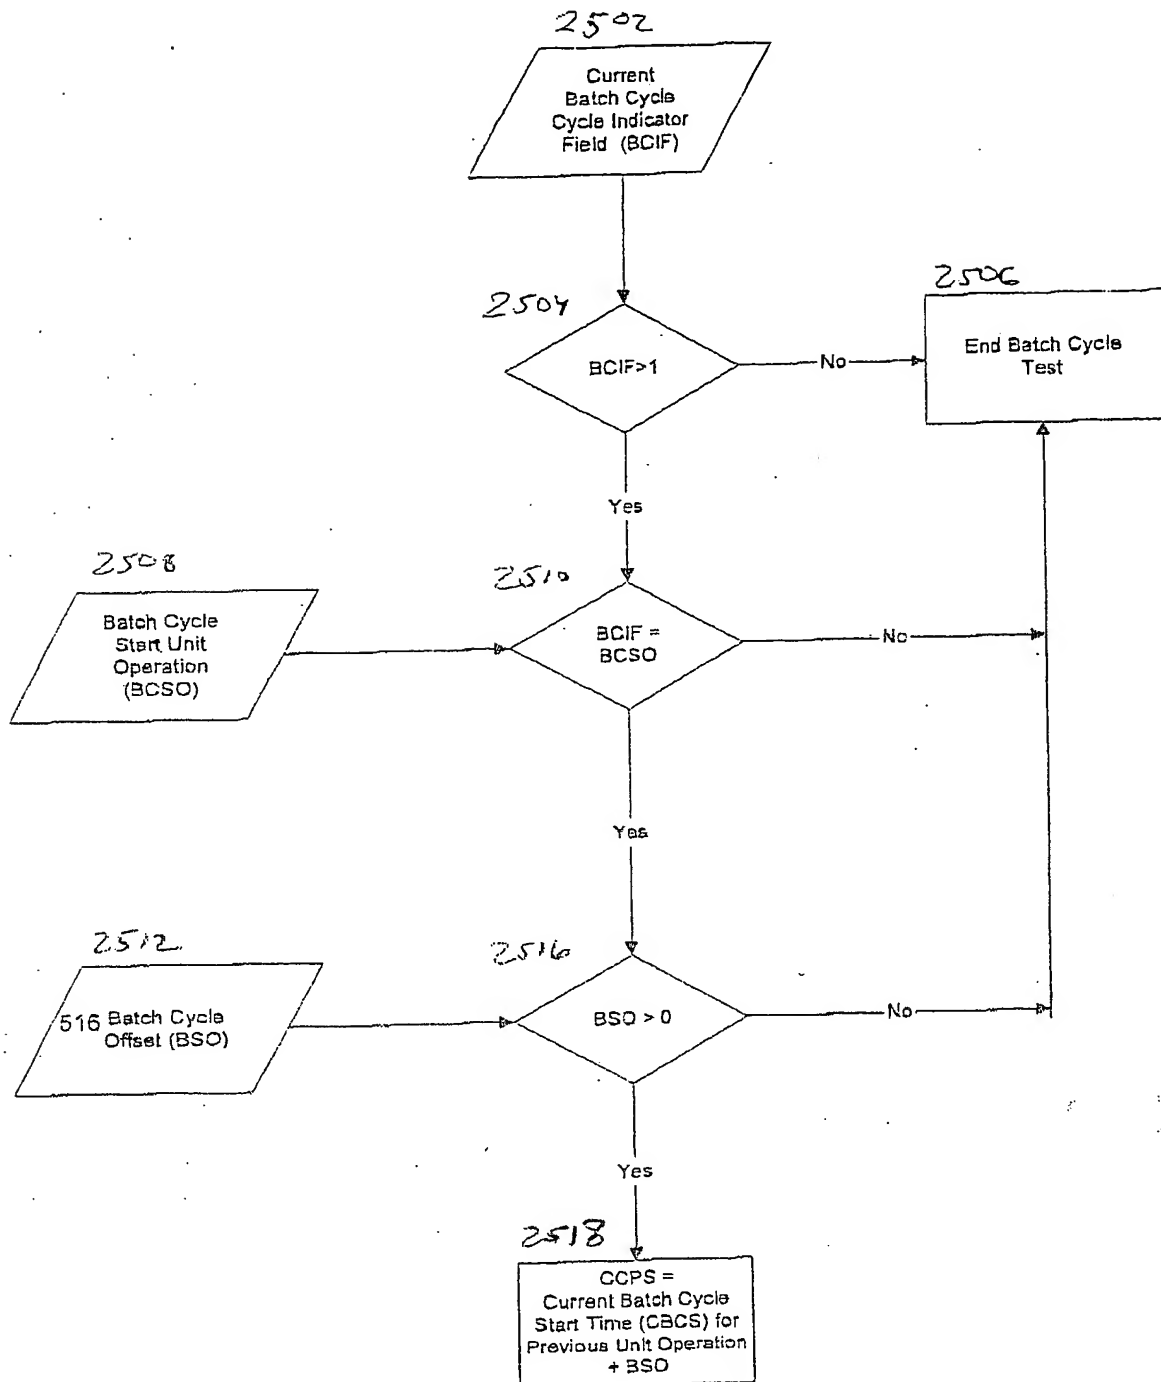 2502
Current
Batch Cycle
Cycle Indicator
Field (BCIF)
2504
BCIF>1
No
2506
End Batch Cycle
Test
Yes
2508
Batch Cycle
Start Unit
Operation
(BCSO)
2510
BCIF =
BCSO
No
Yes
2512
516 Batch Cycle
Offset (BSO)
2516
BSO > 0
No
Yes
2518
CCPS =
Current Batch Cycle
Start Time (CBCS) for
Previous Unit Operation
+ BSO